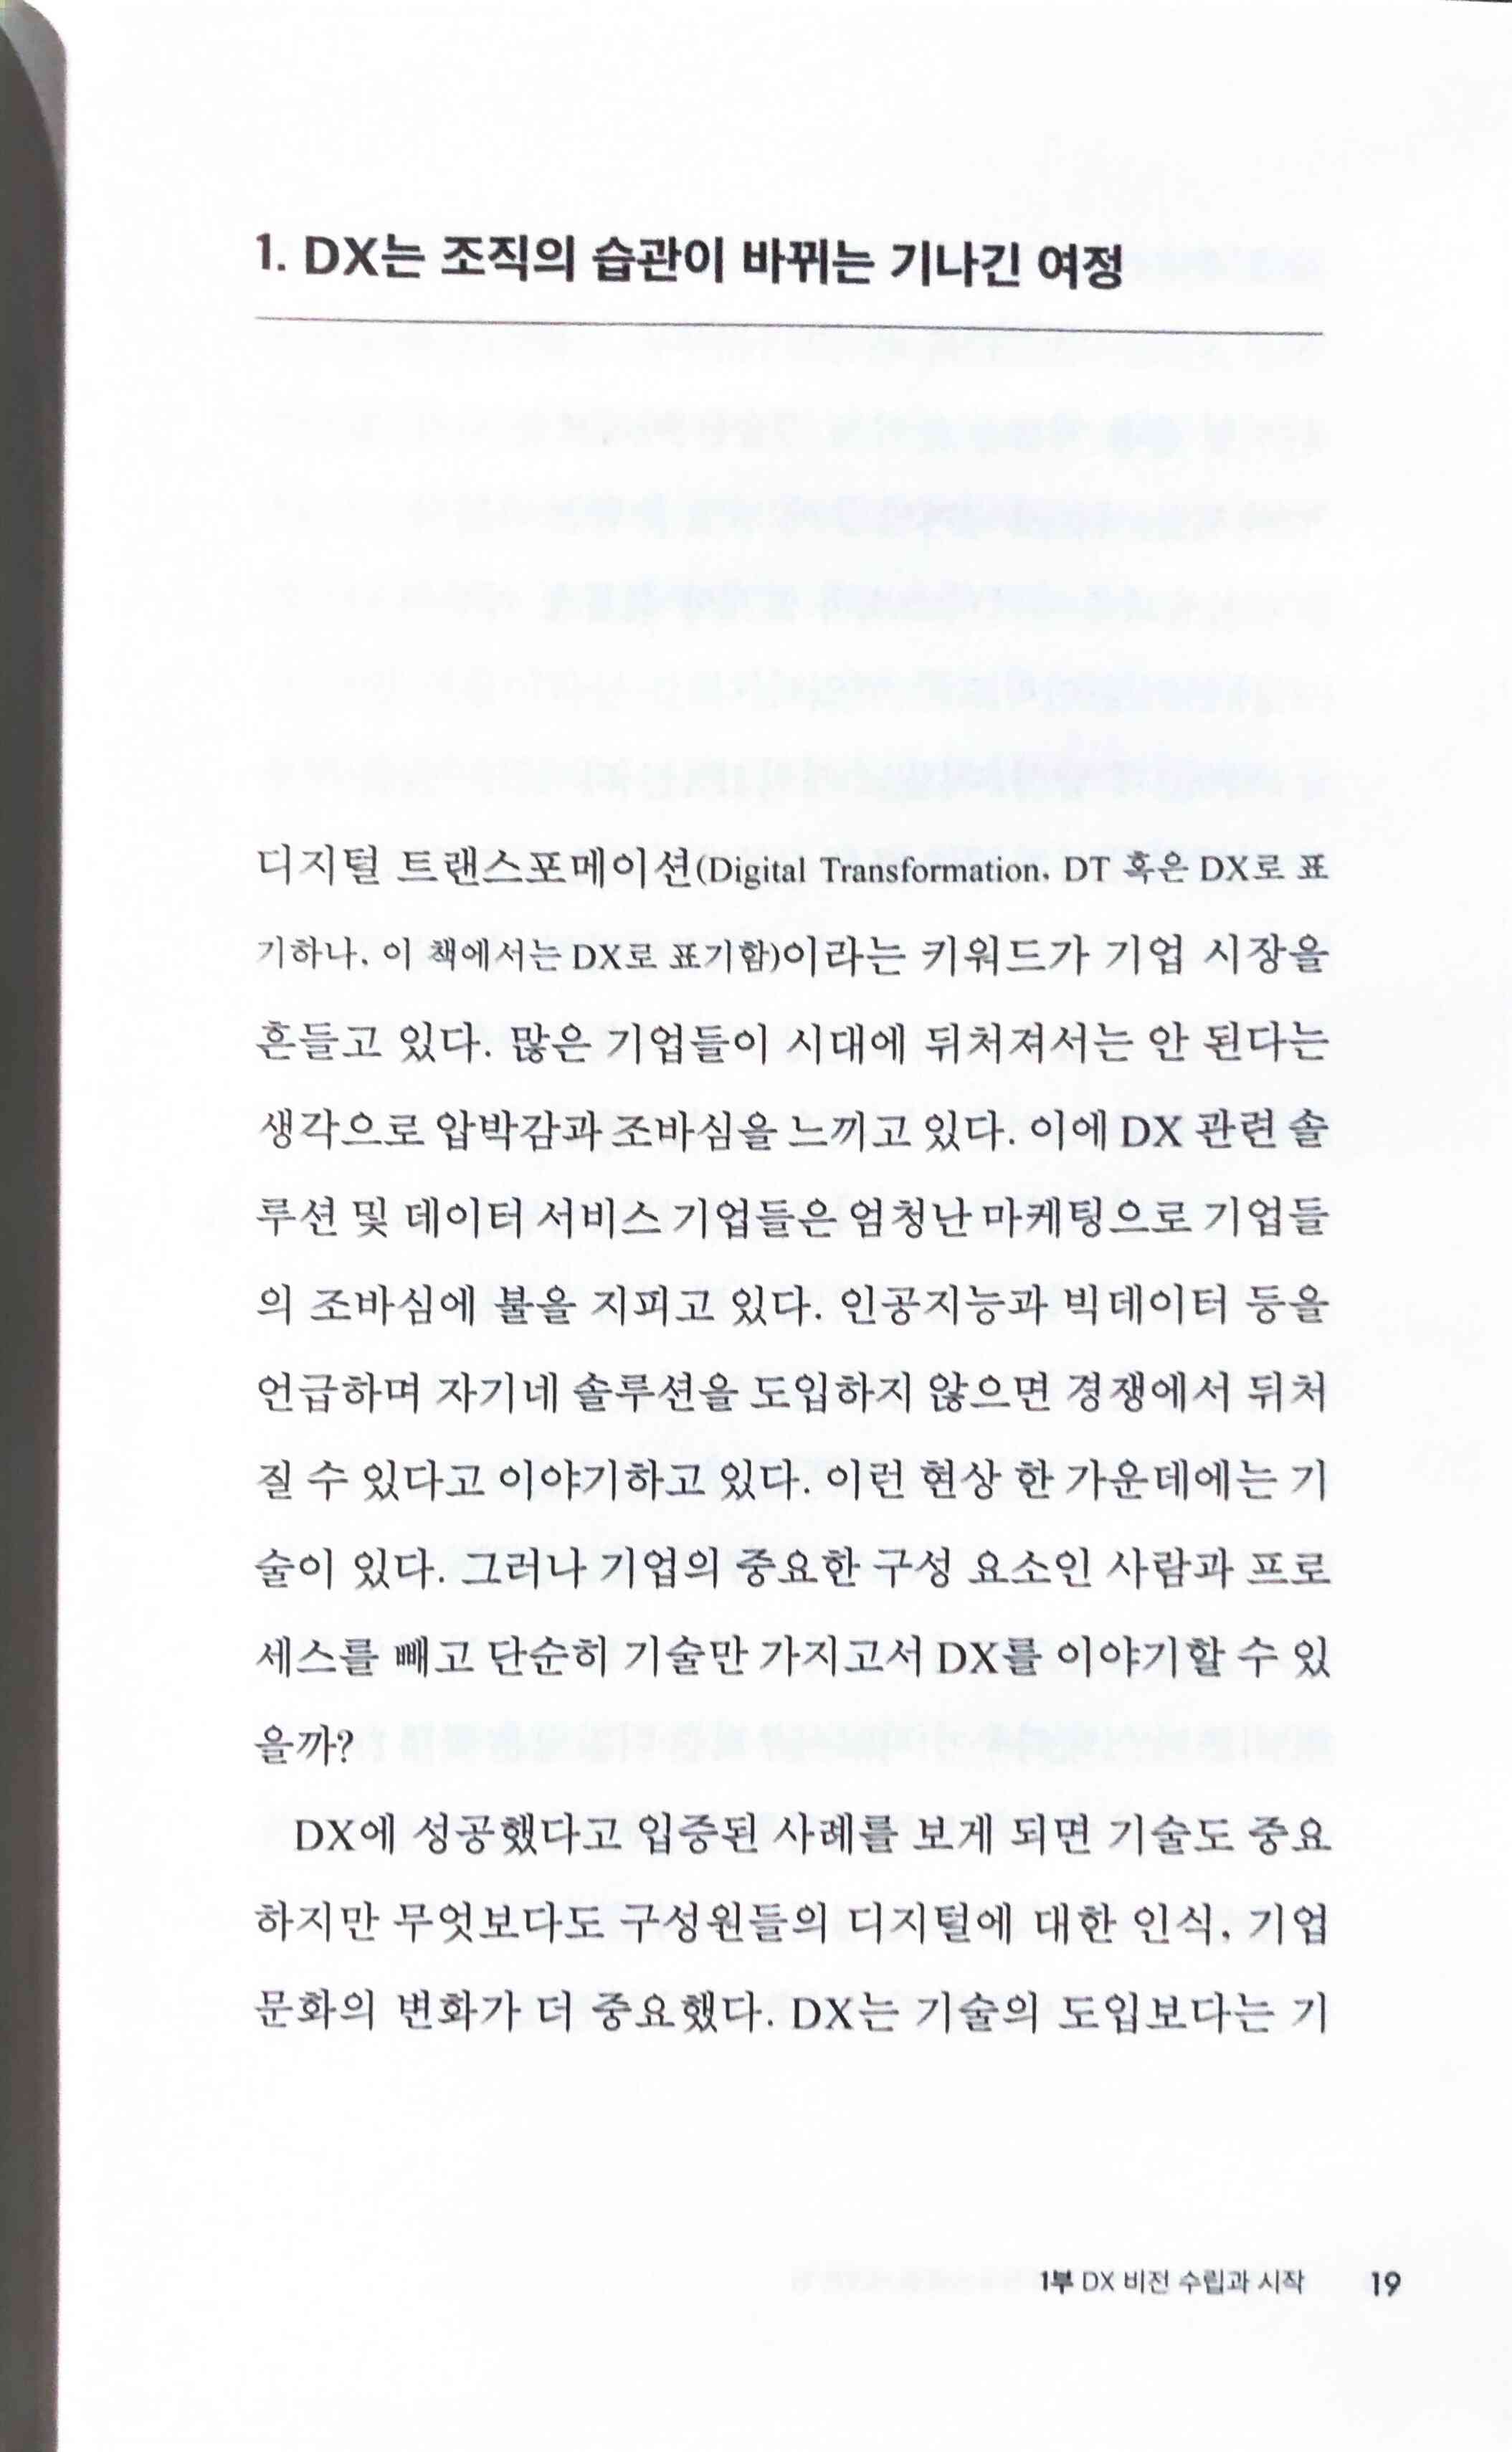 1. DX는 조직의 습관이 바뀌는 기나긴 여정
디지털 트랜스포메이션(Digital Transformation, DT 혹은 DX로 표
기하나, 이 책에서는 DX로 표기함)이라는 키워드가 기업 시장을
흔들고 있다. 많은 기업들이 시대에 뒤처져서는 안 된다는
생각으로 압박감과 조바심을 느끼고 있다. 이에 DX 관련 솔
루션 및 데이터 서비스 기업들은 엄청난 마케팅으로 기업들
의 조바심에 불을 지피고 있다. 인공지능과 빅데이터 등을
언급하며 자기네 솔루션을 도입하지 않으면 경쟁에서 뒤처
질 수 있다고 이야기하고 있다. 이런 현상 한 가운데에는 기
술이 있다. 그러나 기업의 중요한 구성 요소인 사람과 프로
세스를 빼고 단순히 기술만 가지고서 DX를 이야기할 수 있
을까?
DX에 성공했다고 입증된 사례를 보게 되면 기술도 중요
하지만 무엇보다도 구성원들의 디지털에 대한 인식, 기업
문화의 변화가 더 중요했다. DX는 기술의 도입보다는 기
1부 DX 비전 수립과 시작 19